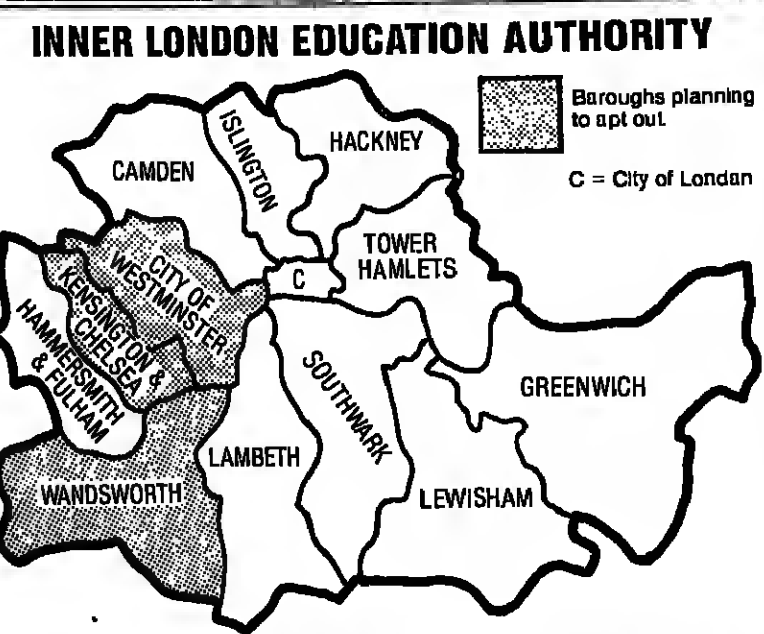 INNER LONDON EDUCATION AUTHORITY
Baroughs planning
to apt out.
C = City of Londan
CAMDEN
ISLINGTON
HACKNEY
TOWER
HAMLETS
C
CITY OF
WESTMINSTER
KENSINGTON &
CHELSEA
HAMMERSMITH
& FULHAM
WANDSWORTH
LAMBETH
SOUTHWARK
LEWISHAM
GREENWICH